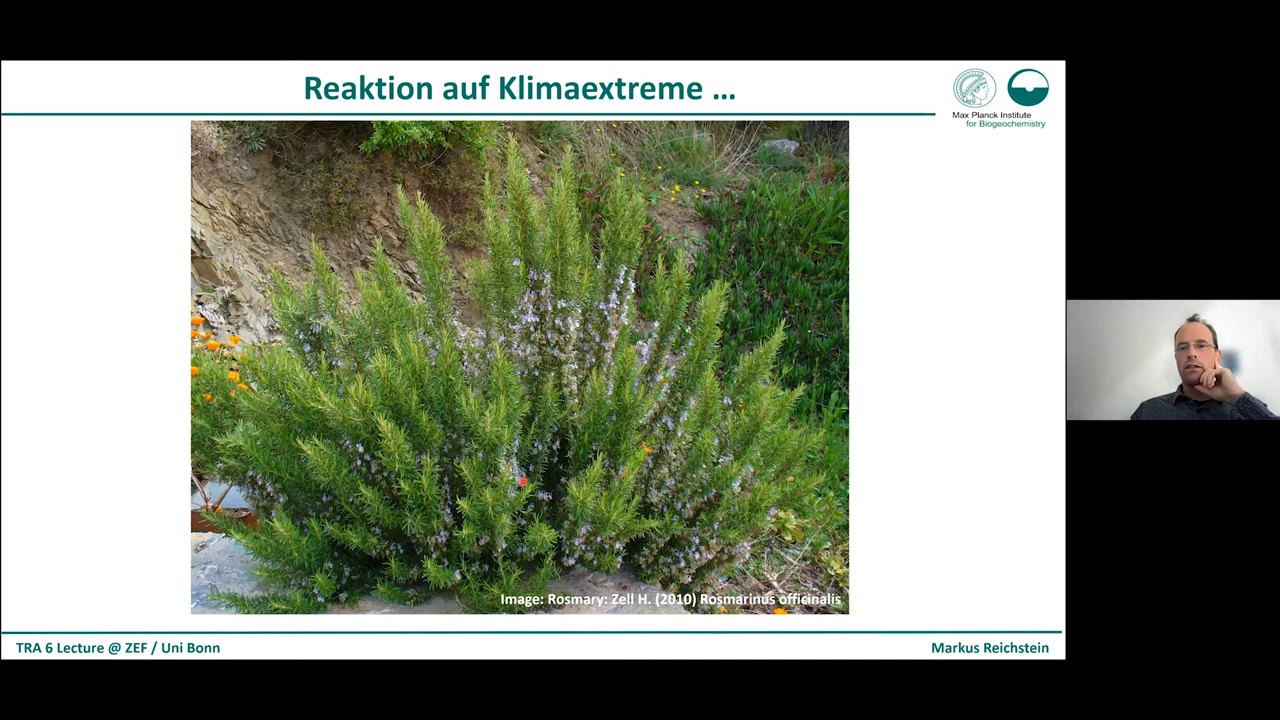 Reaktion auf Klimaextreme ...
Max Planck Institute
for Biogeochemistry
Image: Rosmary: Zell H. (2010) Rosmarinus officinalis
TRA 6 Lecture @ ZEF / Uni Bonn
Markus Reichstein